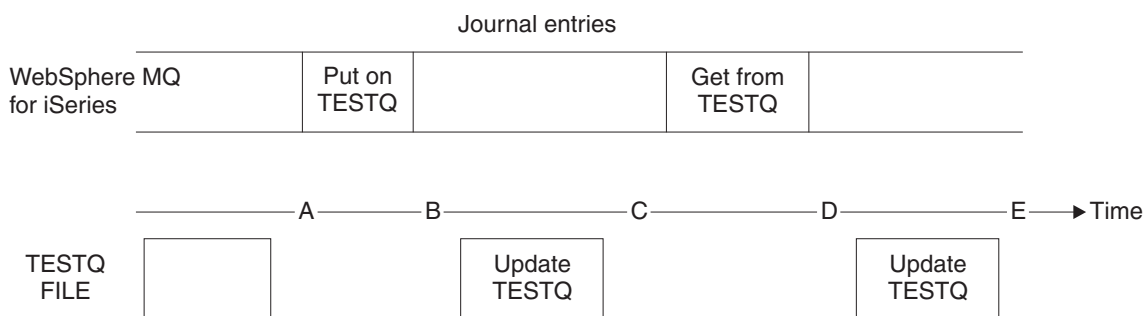 Journal entries
WebSphere MQ
for iSeries
Put on
TESTQ
Get from
TESTQ
A
B
C
D
E
Time
TESTQ
FILE
Update
TESTQ
Update
TESTQ